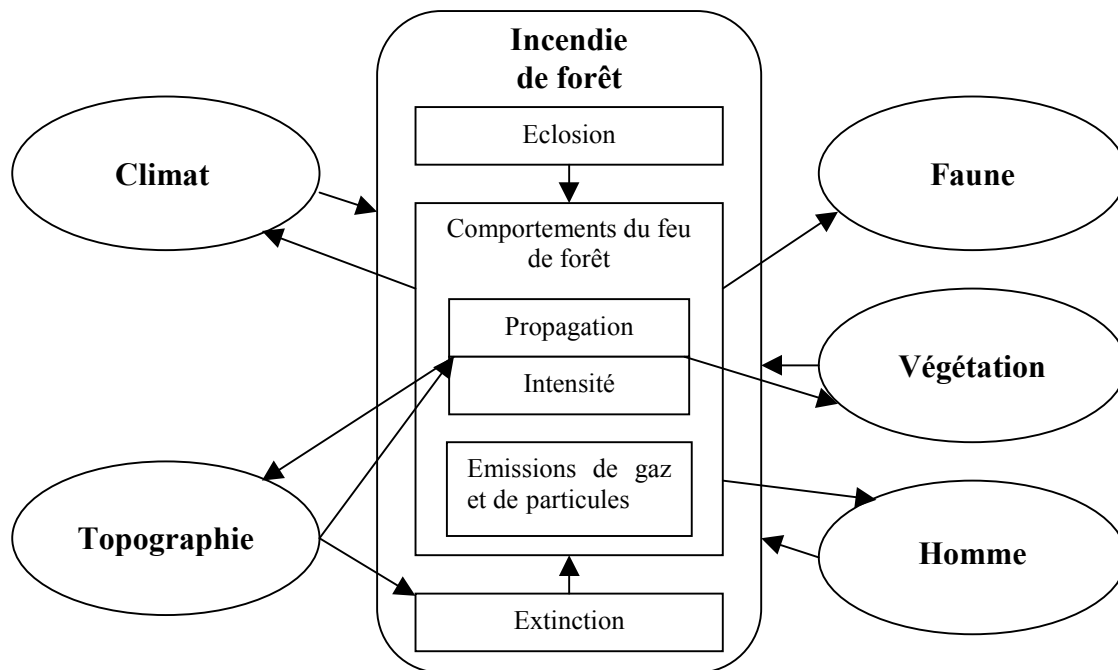 Incendie
de forêt
Eclosion
Climat
Faune
Comportements du feu
de forêt
Propagation
Intensité
Végétation
Emissions de gaz
et de particules
Topographie
Homme
Extinction